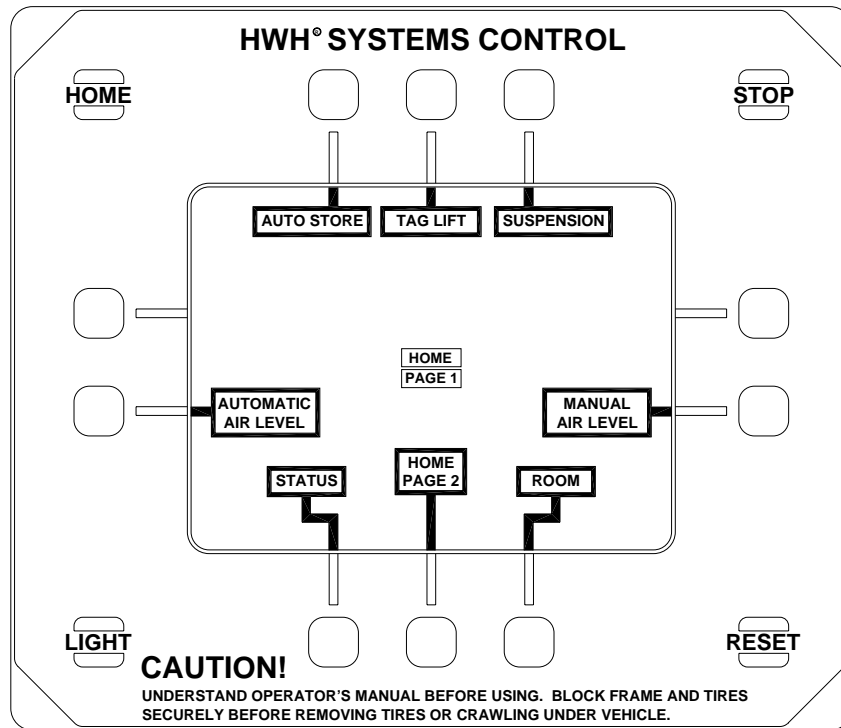 HWH® SYSTEMS CONTROL
HOME
STOP
AUTO STORE
TAG LIFT
SUSPENSION
HOME
PAGE 1
AUTOMATIC
AIR LEVEL
MANUAL
AIR LEVEL
STATUS
HOME
PAGE 2
ROOM
LIGHT
RESET
CAUTION!
UNDERSTAND OPERATOR'S MANUAL BEFORE USING. BLOCK FRAME AND TIRES
SECURELY BEFORE REMOVING TIRES OR CRAWLING UNDER VEHICLE.